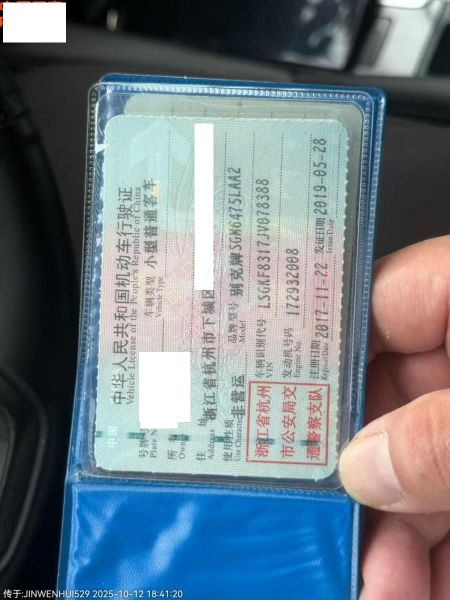 中华人民共和国机动车行驶证
Vehicle License of the People's Republic of China
号牌号
Plate No.
车辆类型 小型普通客车
Vehicle Type
所有
Owner
住 址 浙江省杭州市下城区
Address
使用性质 非营运
Use Character
品牌型号 别克牌SGM6475LAA2
Model
车辆识别代号 LSGKF8317JV078388
VIN
发动机号码 172932008
Engine No.
注册日期 2017-11-22 发证日期 2019-05-28
Register Date Issue Date
浙江省杭州
市公安局交
通警察支队
传于:JINWENHUI529 2025-10-12 18:41:20